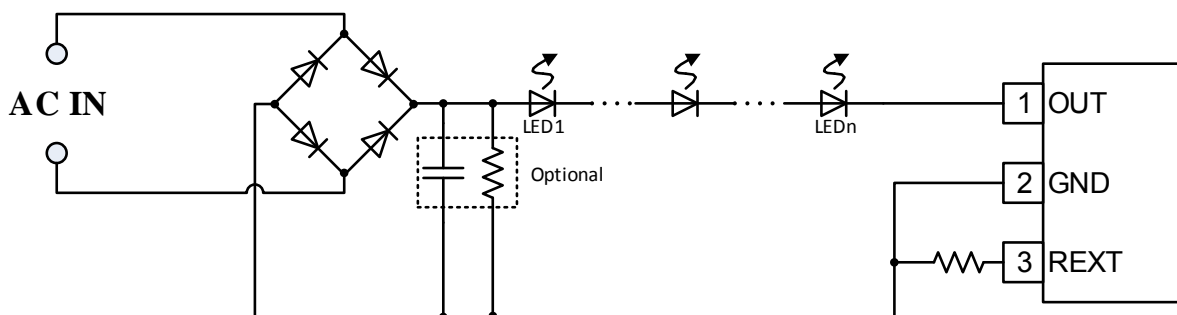 AC IN
LED1
LEDn
Optional
1 OUT
2 GND
3 REXT